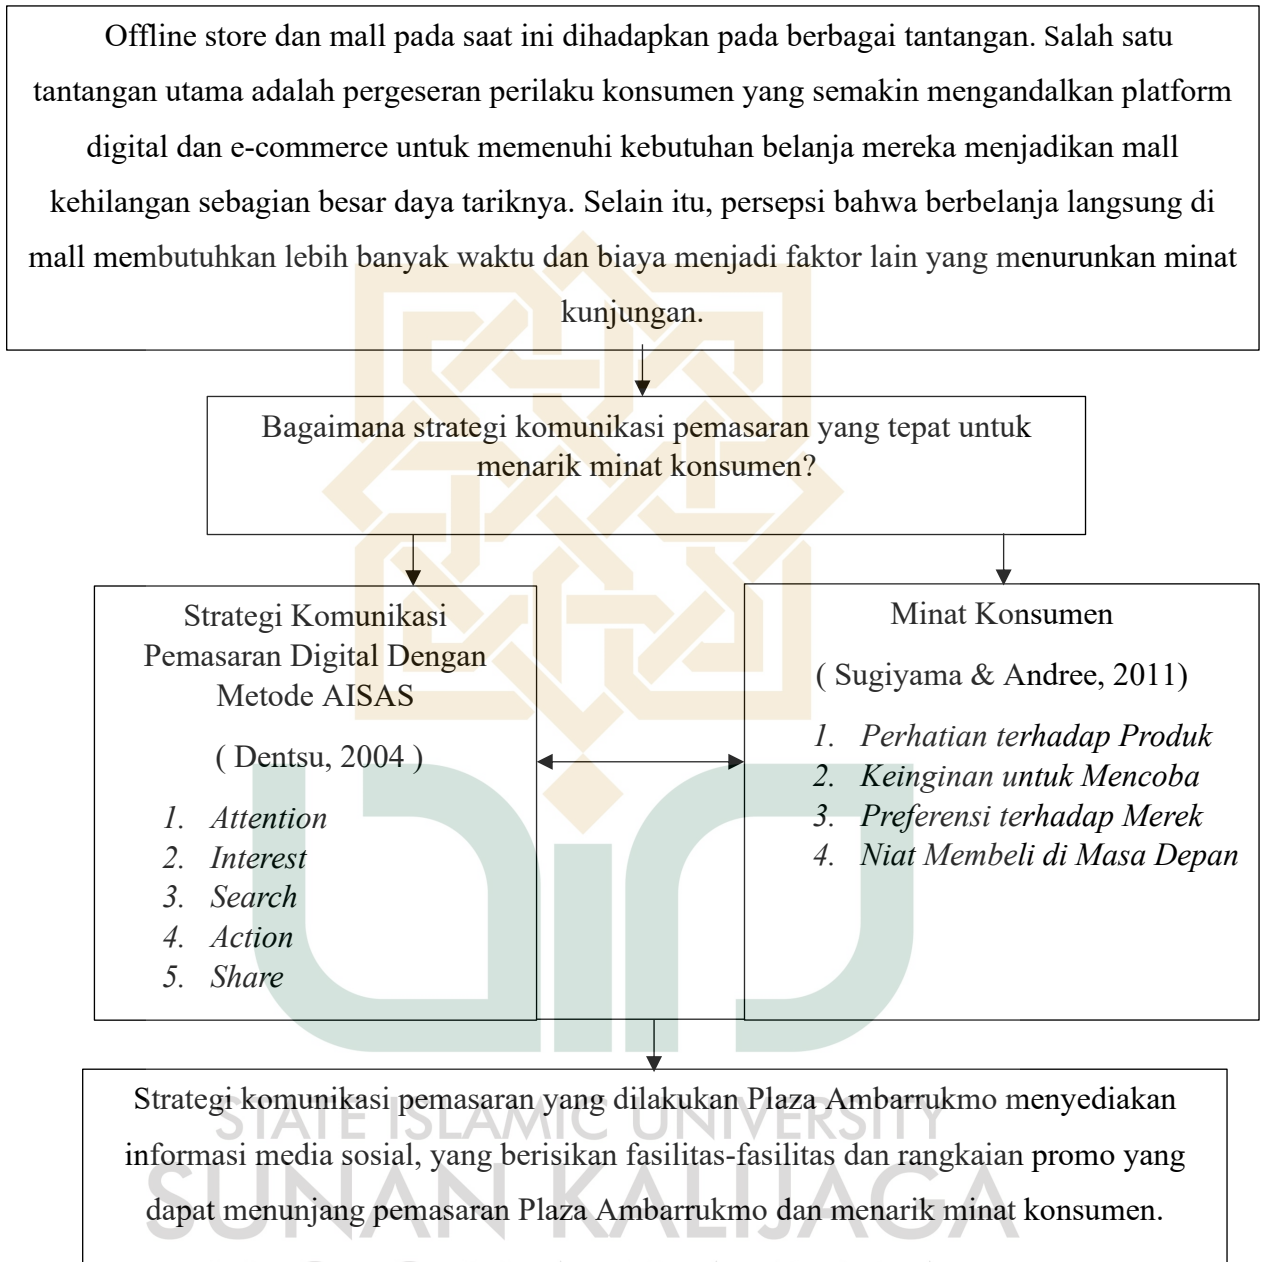 Offline store dan mall pada saat ini dihadapkan pada berbagai tantangan. Salah satu
tantangan utama adalah pergeseran perilaku konsumen yang semakin mengandalkan platform
digital dan e-commerce untuk memenuhi kebutuhan belanja mereka menjadikan mall
kehilangan sebagian besar daya tariknya. Selain itu, persepsi bahwa berbelanja langsung di
mall membutuhkan lebih banyak waktu dan biaya menjadi faktor lain yang menurunkan minat
kunjungan.
Bagaimana strategi komunikasi pemasaran yang tepat untuk
menarik minat konsumen?
Strategi Komunikasi
Pemasaran Digital Dengan
Metode AISAS
( Dentsu, 2004 )
1. Attention
2. Interest
3. Search
4. Action
5. Share
Minat Konsumen
( Sugiyama & Andree, 2011)
1. Perhatian terhadap Produk
2. Keinginan untuk Mencoba
3. Preferensi terhadap Merek
4. Niat Membeli di Masa Depan
Strategi komunikasi pemasaran yang dilakukan Plaza Ambarrukmo menyediakan
informasi media sosial, yang berisikan fasilitas-fasilitas dan rangkaian promo yang
dapat menunjang pemasaran Plaza Ambarrukmo dan menarik minat konsumen.
STATE ISLAMIC UNIVERSITY
SUNAN KALIJAGA